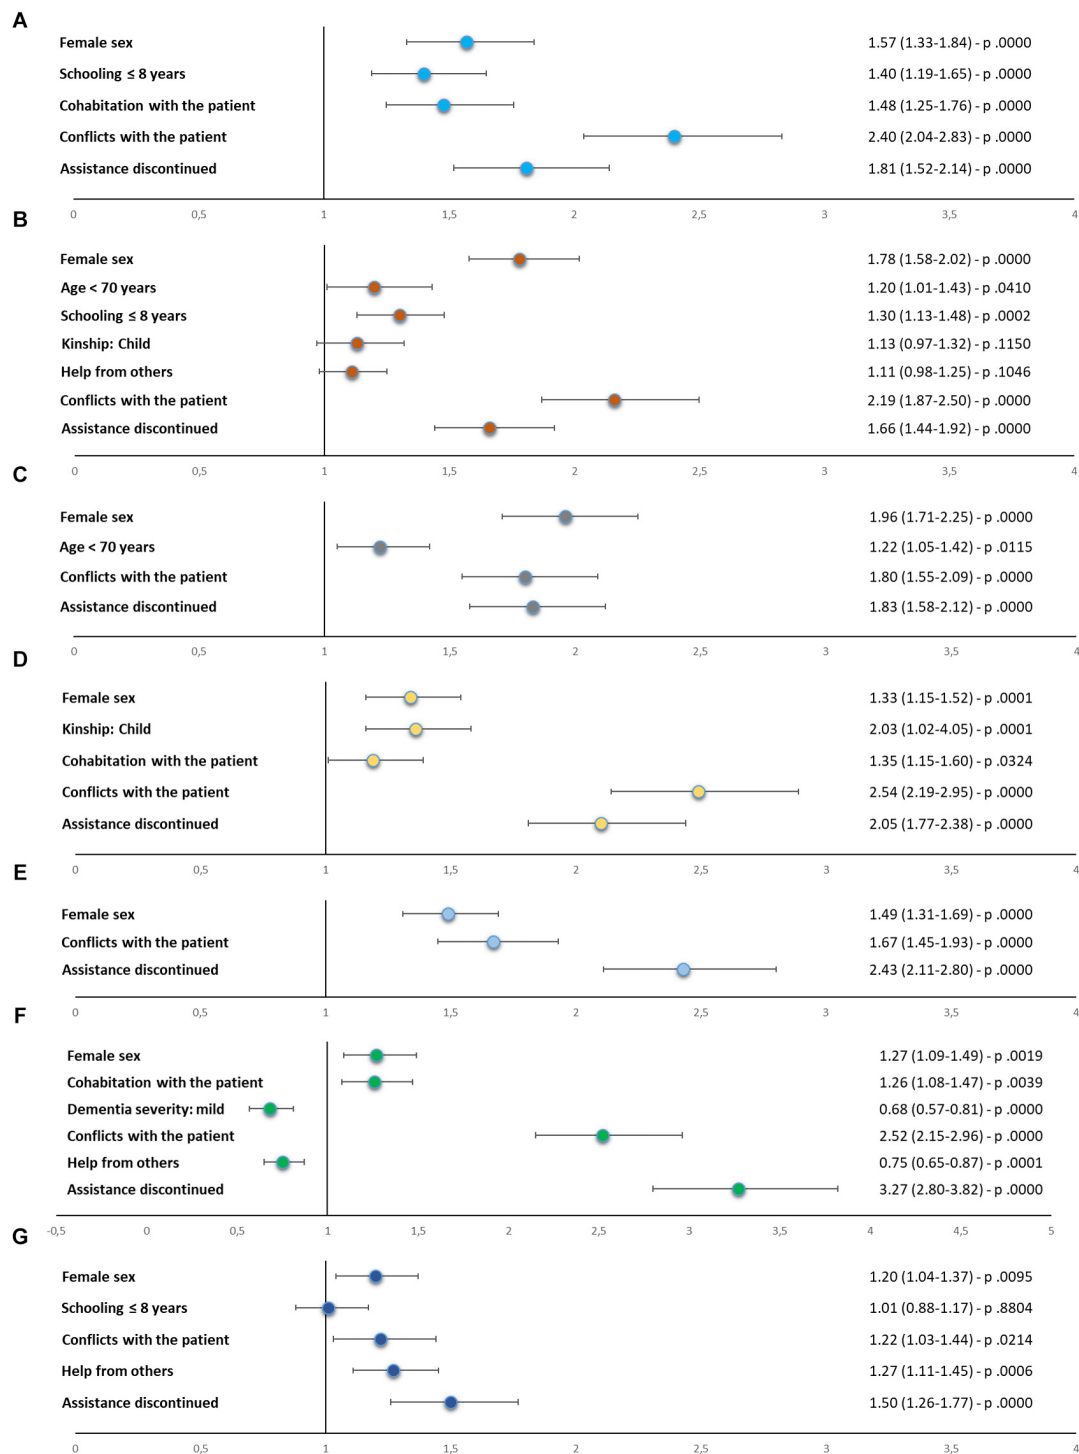 A
Female sex 1.57 (1.33-1.84) - p .0000
Schooling ≤ 8 years 1.40 (1.19-1.65) - p .0000
Cohabitation with the patient 1.48 (1.25-1.76) - p .0000
Conflicts with the patient 2.40 (2.04-2.83) - p .0000
Assistance discontinued 1.81 (1.52-2.14) - p .0000
0 0,5 1 1,5 2 2,5 3 3,5 4
B
Female sex 1.78 (1.58-2.02) - p .0000
Age < 70 years 1.20 (1.01-1.43) - p .0410
Schooling ≤ 8 years 1.30 (1.13-1.48) - p .0002
Kinship: Child 1.13 (0.97-1.32) - p .1150
Help from others 1.11 (0.98-1.25) - p .1046
Conflicts with the patient 2.19 (1.87-2.50) - p .0000
Assistance discontinued 1.66 (1.44-1.92) - p .0000
0 0,5 1 1,5 2 2,5 3 3,5 4
C
Female sex 1.96 (1.71-2.25) - p .0000
Age < 70 years 1.22 (1.05-1.42) - p .0115
Conflicts with the patient 1.80 (1.55-2.09) - p .0000
Assistance discontinued 1.83 (1.58-2.12) - p .0000
0 0,5 1 1,5 2 2,5 3 3,5 4
D
Female sex 1.33 (1.15-1.52) - p .0001
Kinship: Child 2.03 (1.02-4.05) - p .0001
Cohabitation with the patient 1.35 (1.15-1.60) - p .0324
Conflicts with the patient 2.54 (2.19-2.95) - p .0000
Assistance discontinued 2.05 (1.77-2.38) - p .0000
0 0,5 1 1,5 2 2,5 3 3,5 4
E
Female sex 1.49 (1.31-1.69) - p .0000
Conflicts with the patient 1.67 (1.45-1.93) - p .0000
Assistance discontinued 2.43 (2.11-2.80) - p .0000
0 0,5 1 1,5 2 2,5 3 3,5 4
F
Female sex 1.27 (1.09-1.49) - p .0019
Cohabitation with the patient 1.26 (1.08-1.47) - p .0039
Dementia severity: mild 0.68 (0.57-0.81) - p .0000
Conflicts with the patient 2.52 (2.15-2.96) - p .0000
Help from others 0.75 (0.65-0.87) - p .0001
Assistance discontinued 3.27 (2.80-3.82) - p .0000
-0,5 0 0,5 1 1,5 2 2,5 3 3,5 4 4,5 5
G
Female sex 1.20 (1.04-1.37) - p .0095
Schooling ≤ 8 years 1.01 (0.88-1.17) - p .8804
Conflicts with the patient 1.22 (1.03-1.44) - p .0214
Help from others 1.27 (1.11-1.45) - p .0006
Assistance discontinued 1.50 (1.26-1.77) - p .0000
0 0,5 1 1,5 2 2,5 3 3,5 4